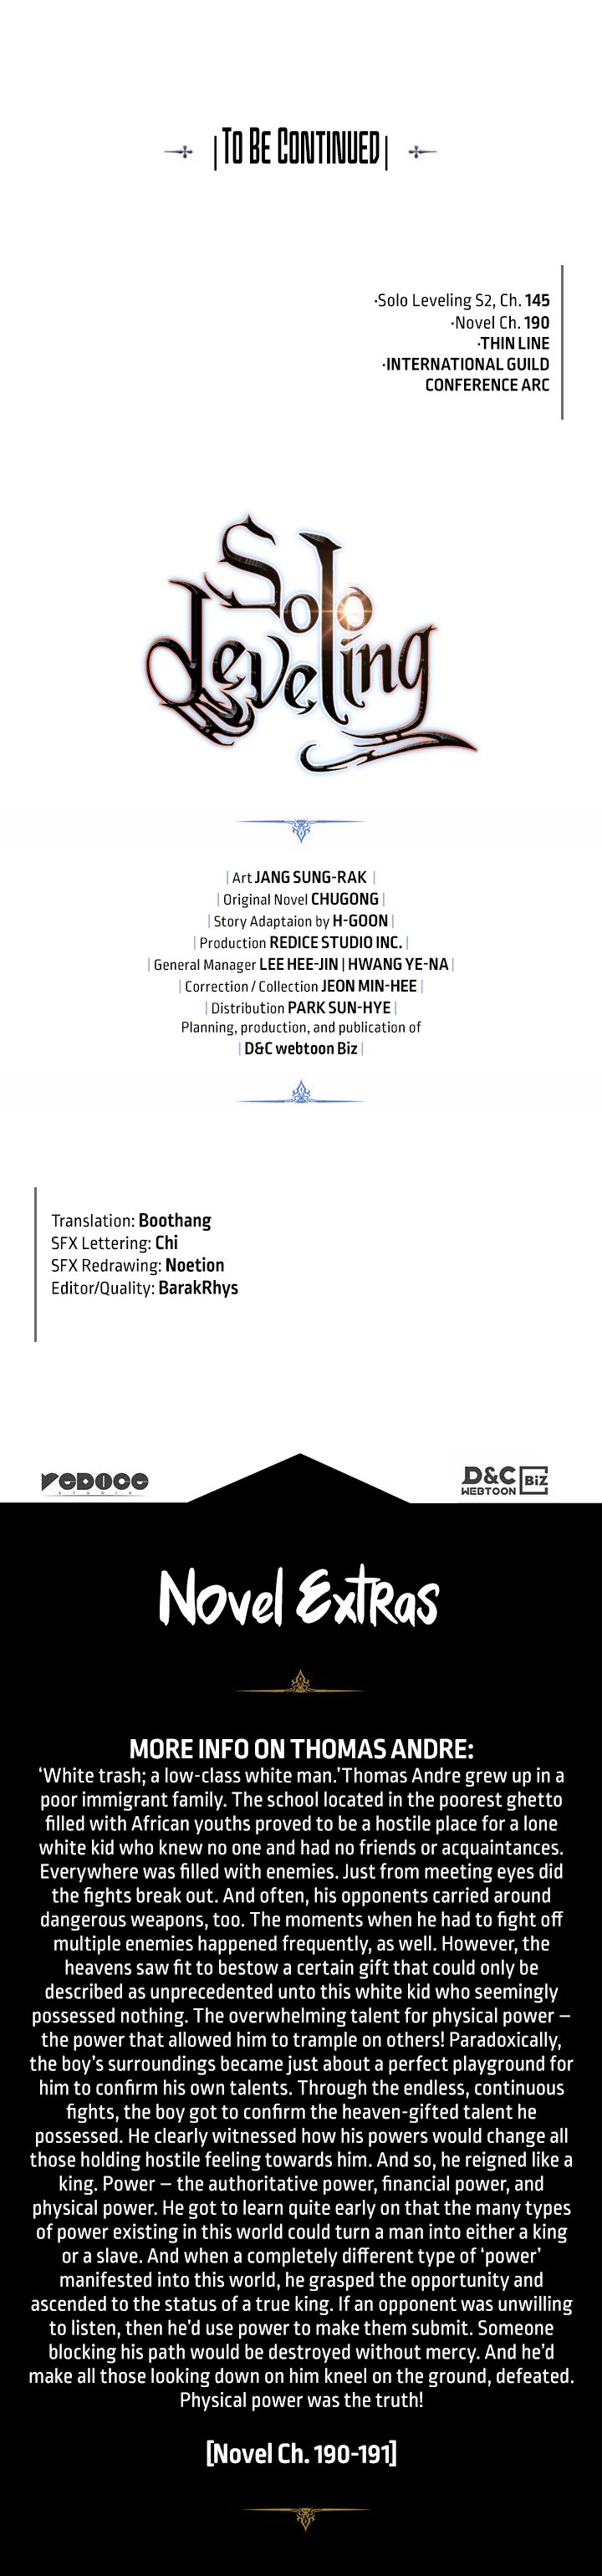 To Be Continued
·Solo Leveling S2, Ch. 145
·Novel Ch. 190
·THIN LINE
·INTERNATIONAL GUILD
CONFERENCE ARC
Solo
Leveling
| Art JANG SUNG-RAK |
| Original Novel CHUGONG |
| Story Adaptaion by H-GOON |
| Production REDICE STUDIO INC. |
| General Manager LEE HEE-JIN | HWANG YE-NA |
| Correction / Collection JEON MIN-HEE |
| Distribution PARK SUN-HYE |
Planning, production, and publication of
| D&C webtoon Biz |
Translation: Boothang
SFX Lettering: Chi
SFX Redrawing: Noetion
Editor/Quality: BarakRhys
REDICE
STUDIO
D&C
WEBTOON
BiZ
Novel Extras
MORE INFO ON THOMAS ANDRE:
‘White trash; a low-class white man.’Thomas Andre grew up in a
poor immigrant family. The school located in the poorest ghetto
filled with African youths proved to be a hostile place for a lone
white kid who knew no one and had no friends or acquaintances.
Everywhere was filled with enemies. Just from meeting eyes did
the fights break out. And often, his opponents carried around
dangerous weapons, too. The moments when he had to fight off
multiple enemies happened frequently, as well. However, the
heavens saw fit to bestow a certain gift that could only be
described as unprecedented unto this white kid who seemingly
possessed nothing. The overwhelming talent for physical power –
the power that allowed him to trample on others! Paradoxically,
the boy’s surroundings became just about a perfect playground for
him to confirm his own talents. Through the endless, continuous
fights, the boy got to confirm the heaven-gifted talent he
possessed. He clearly witnessed how his powers would change all
those holding hostile feeling towards him. And so, he reigned like a
king. Power – the authoritative power, financial power, and
physical power. He got to learn quite early on that the many types
of power existing in this world could turn a man into either a king
or a slave. And when a completely different type of ‘power’
manifested into this world, he grasped the opportunity and
ascended to the status of a true king. If an opponent was unwilling
to listen, then he’d use power to make them submit. Someone
blocking his path would be destroyed without mercy. And he’d
make all those looking down on him kneel on the ground, defeated.
Physical power was the truth!
[Novel Ch. 190-191]